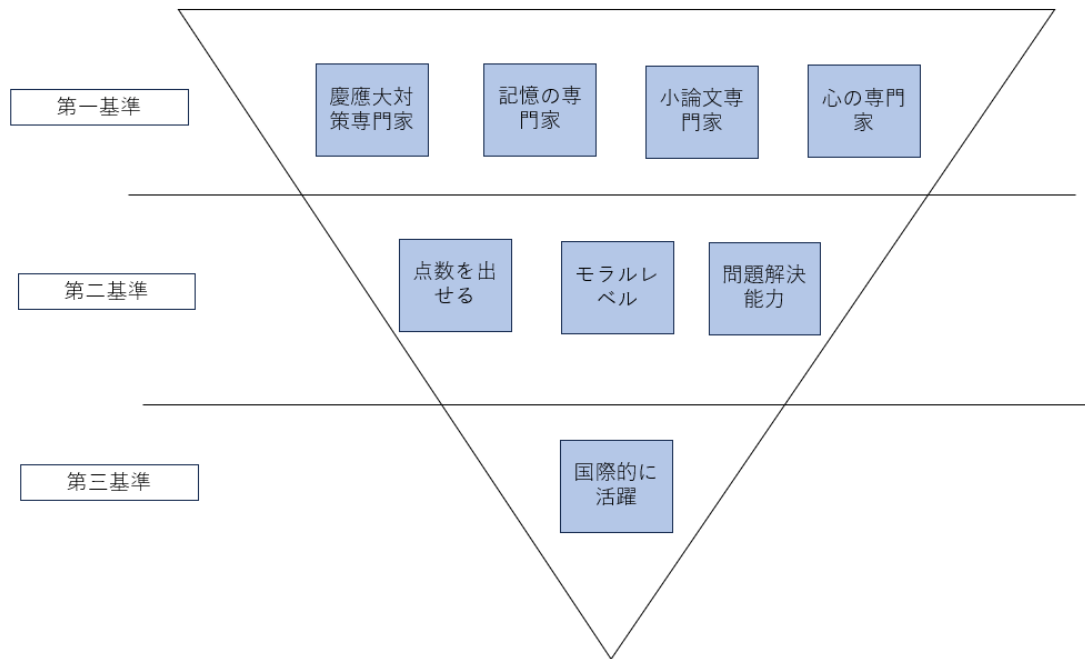 第一基準
慶應大対
策専門家
記憶の専
門家
小論文専
門家
心の専門
家
第二基準
点数を出
せる
モラルレ
ベル
問題解決
能力
第三基準
国際的に
活躍